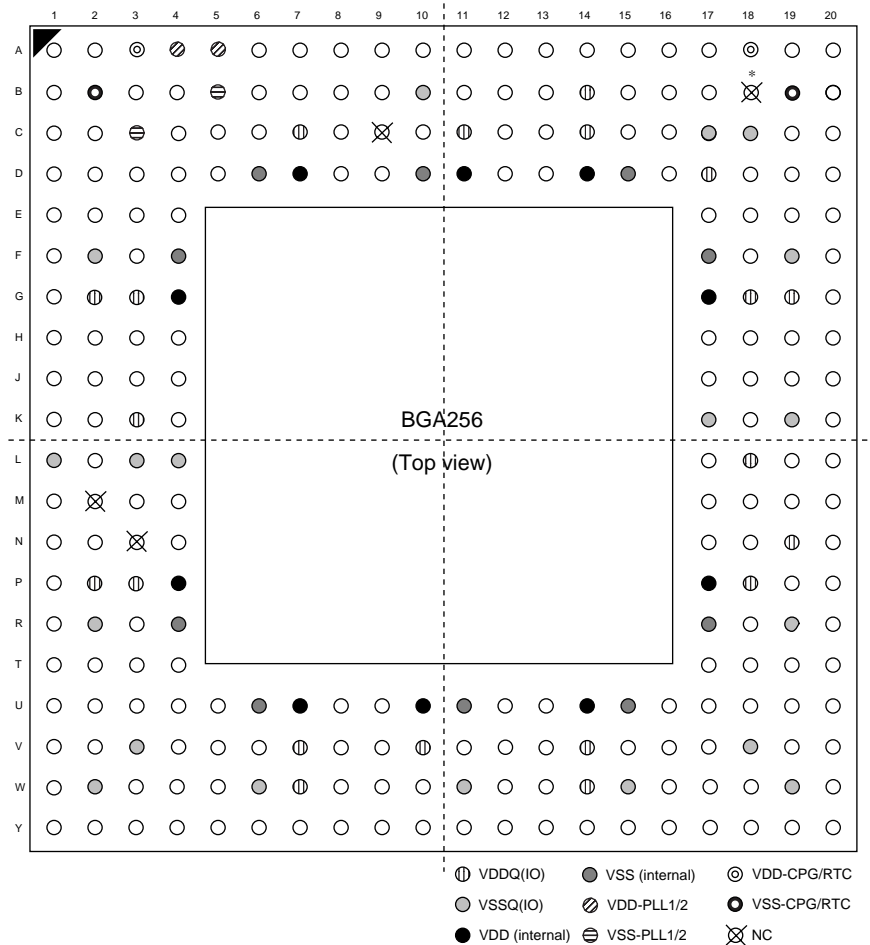 1 2 3 4 5 6 7 8 9 10 11 12 13 14 15 16 17 18 19 20
A
*
B
C
D
E
F
G
H
J
K
BGA256
L
(Top view)
M
N
P
R
T
U
V
W
Y
VDDQ(IO) VSS (internal) VDD-CPG/RTC
VSSQ(IO) VDD-PLL1/2 VSS-CPG/RTC
VDD (internal) VSS-PLL1/2 NC